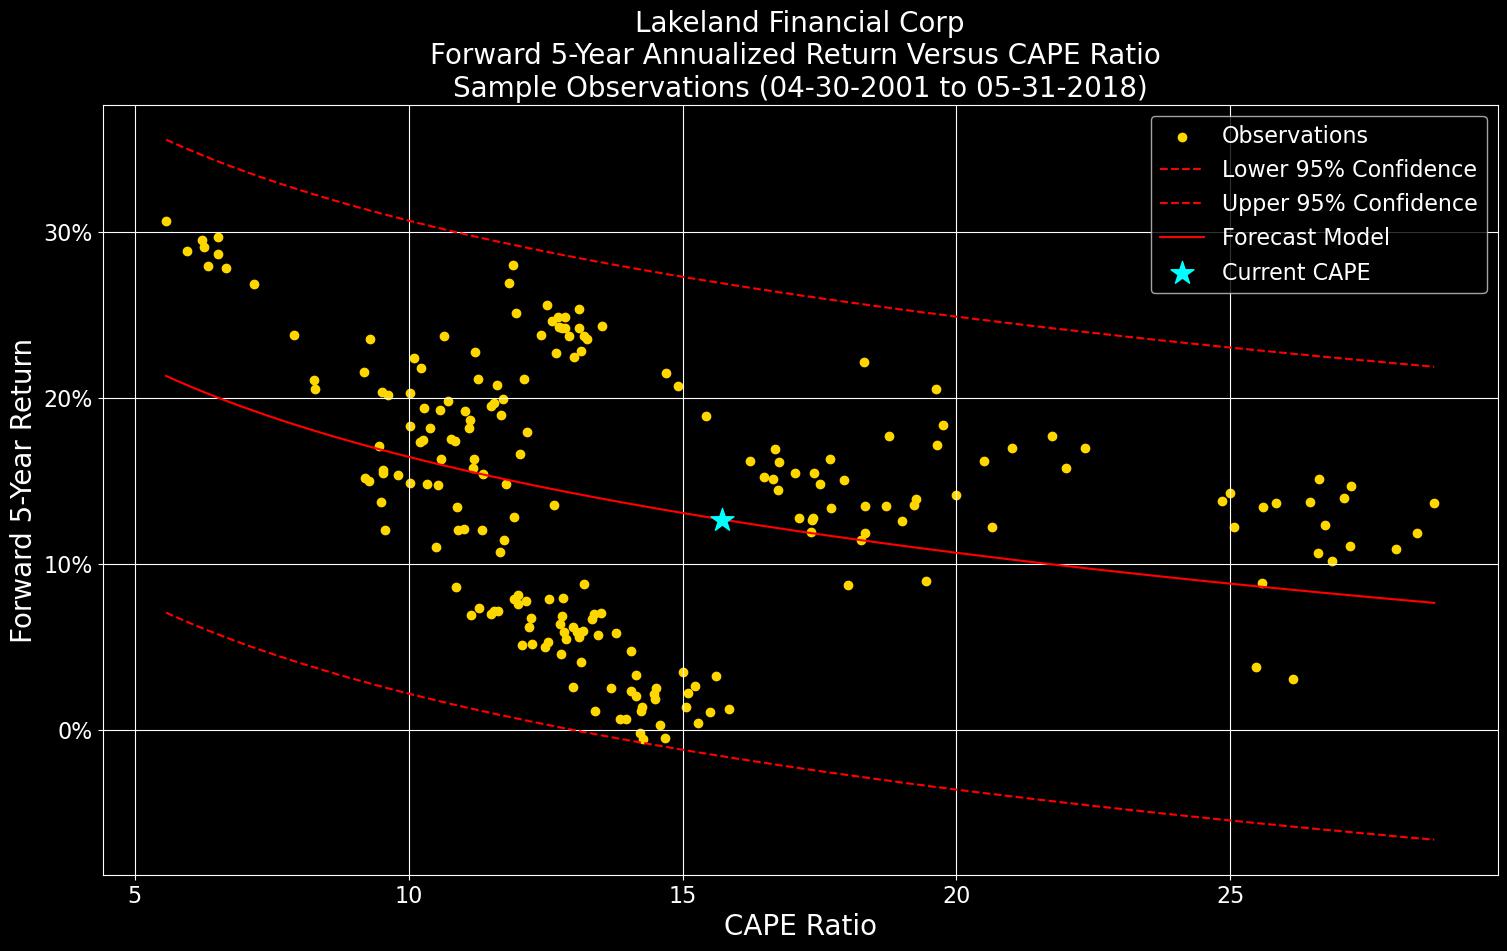 Lakeland Financial Corp
Forward 5-Year Annualized Return Versus CAPE Ratio
Sample Observations (04-30-2001 to 05-31-2018)
Observations
Lower 95% Confidence
Upper 95% Confidence
Forecast Model
Current CAPE
Forward 5-Year Return
30%
20%
10%
0%
5
10
15
20
25
CAPE Ratio